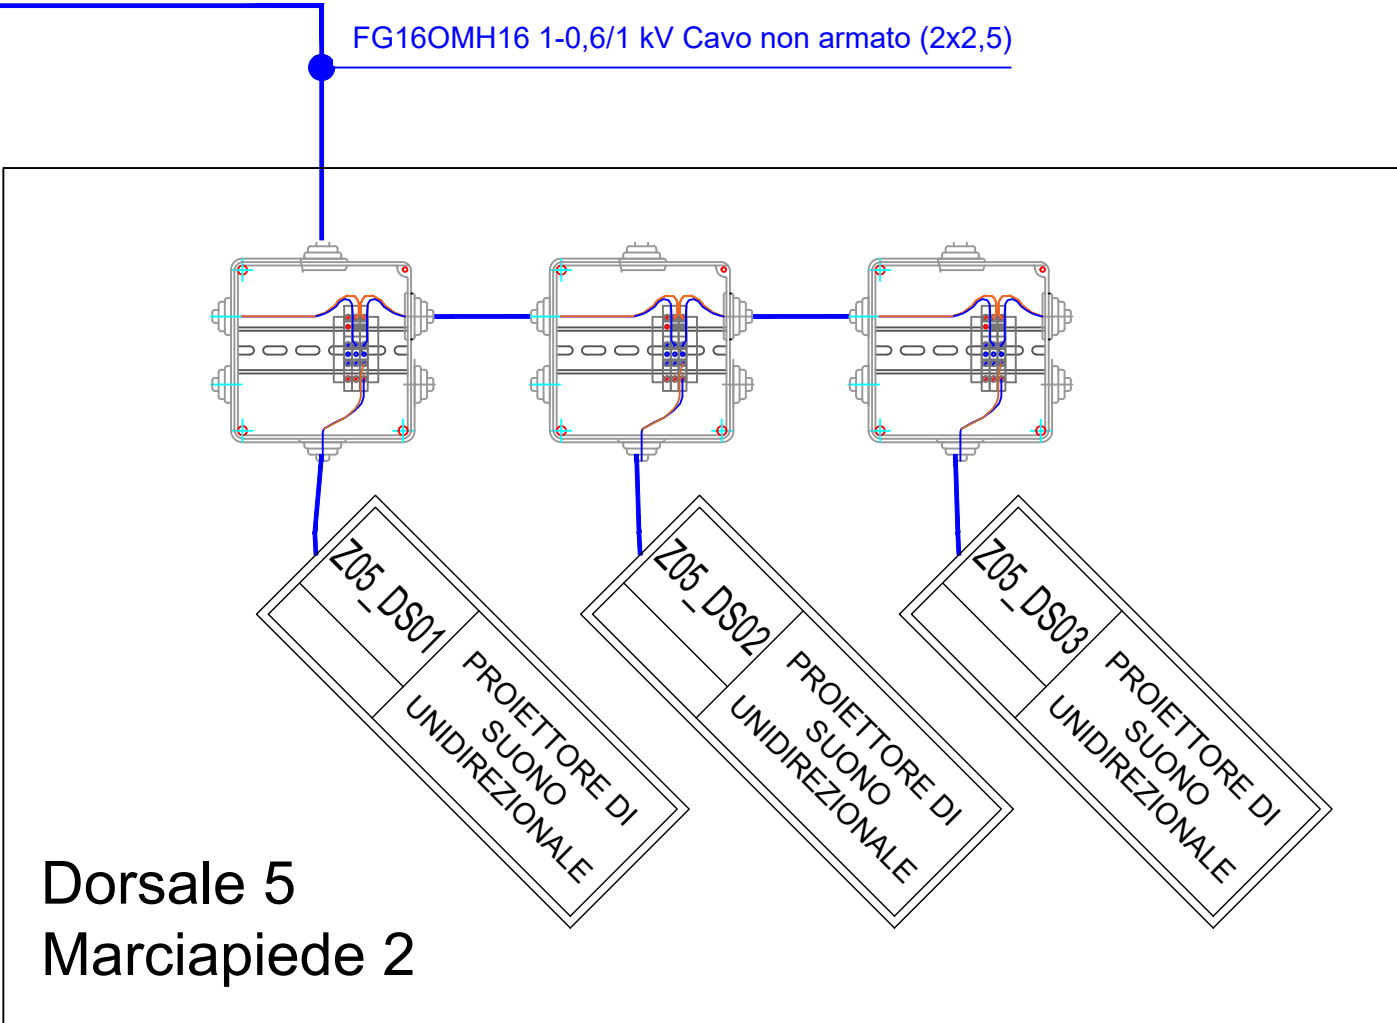 FG16OMH16 1-0,6/1 kV Cavo non armato (2x2,5)
Z05_DS01
PROIETTORE DI
SUONO
UNIDIREZIONALE
Z05_DS02
PROIETTORE DI
SUONO
UNIDIREZIONALE
Z05_DS03
PROIETTORE DI
SUONO
UNIDIREZIONALE
Dorsale 5
Marciapiede 2